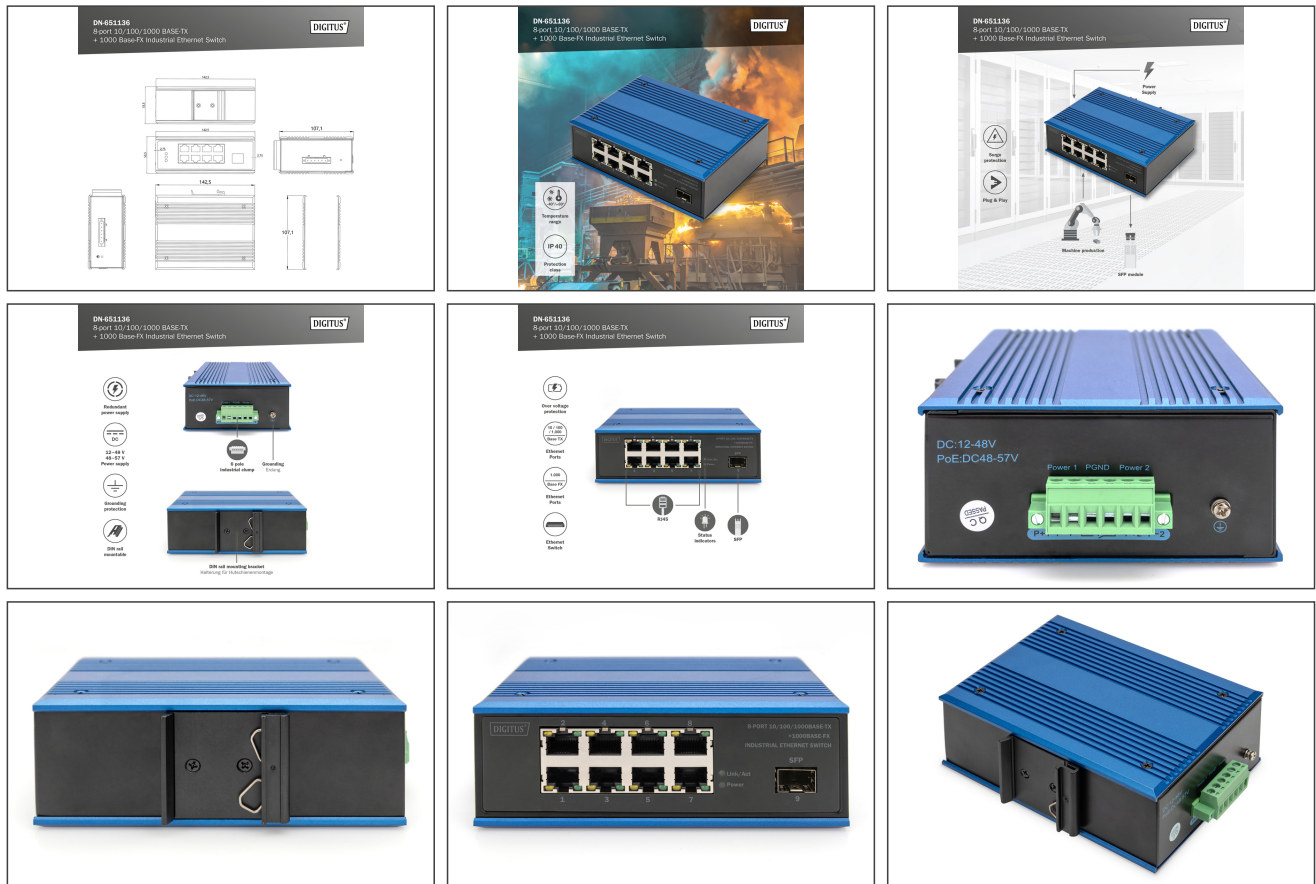 DN-651136
8-port 10/100/1000 BASE-TX
+ 1000 Base-FX Industrial Ethernet Switch
DIGITUS®
107,1
142,5
107,1
DN-651136
8-port 10/100/1000 BASE-TX
+ 1000 Base-FX Industrial Ethernet Switch
DIGITUS®
Temperature
range
IP 40
Protection
class
DN-651136
8-port 10/100/1000 BASE-TX
+ 1000 Base-FX Industrial Ethernet Switch
DIGITUS®
Power
Supply
Surge
protection
Plug & Play
Machine production
SFP module
DN-651136
8-port 10/100/1000 BASE-TX
+ 1000 Base-FX Industrial Ethernet Switch
DIGITUS®
Redundant
power supply
DC
12–48 V
48–57 V
Power supply
Grounding
protection
DIN rail
mountable
6 pole
industrial clamp
Grounding
Erdung
DIN rail mounting bracket
Halterung für Hutschienenmontage
DN-651136
8-port 10/100/1000 BASE-TX
+ 1000 Base-FX Industrial Ethernet Switch
DIGITUS®
Over voltage
protection
10 / 100
/ 1.000
Base TX
Ethernet
Ports
1.000
Base FX
Ethernet
Ports
Ethernet
Switch
RJ45
Status
indicators
SFP
DC:12-48V
PoE:DC48-57V
Power 1 PGND Power 2
QC
PASSED
DIGITUS®
2 4 6 8
1 3 5 7
8-PORT 10/100/1000BASE-TX
+1000BASE-FX
INDUSTRIAL ETHERNET SWITCH
SFP
Link/Act
Power
9